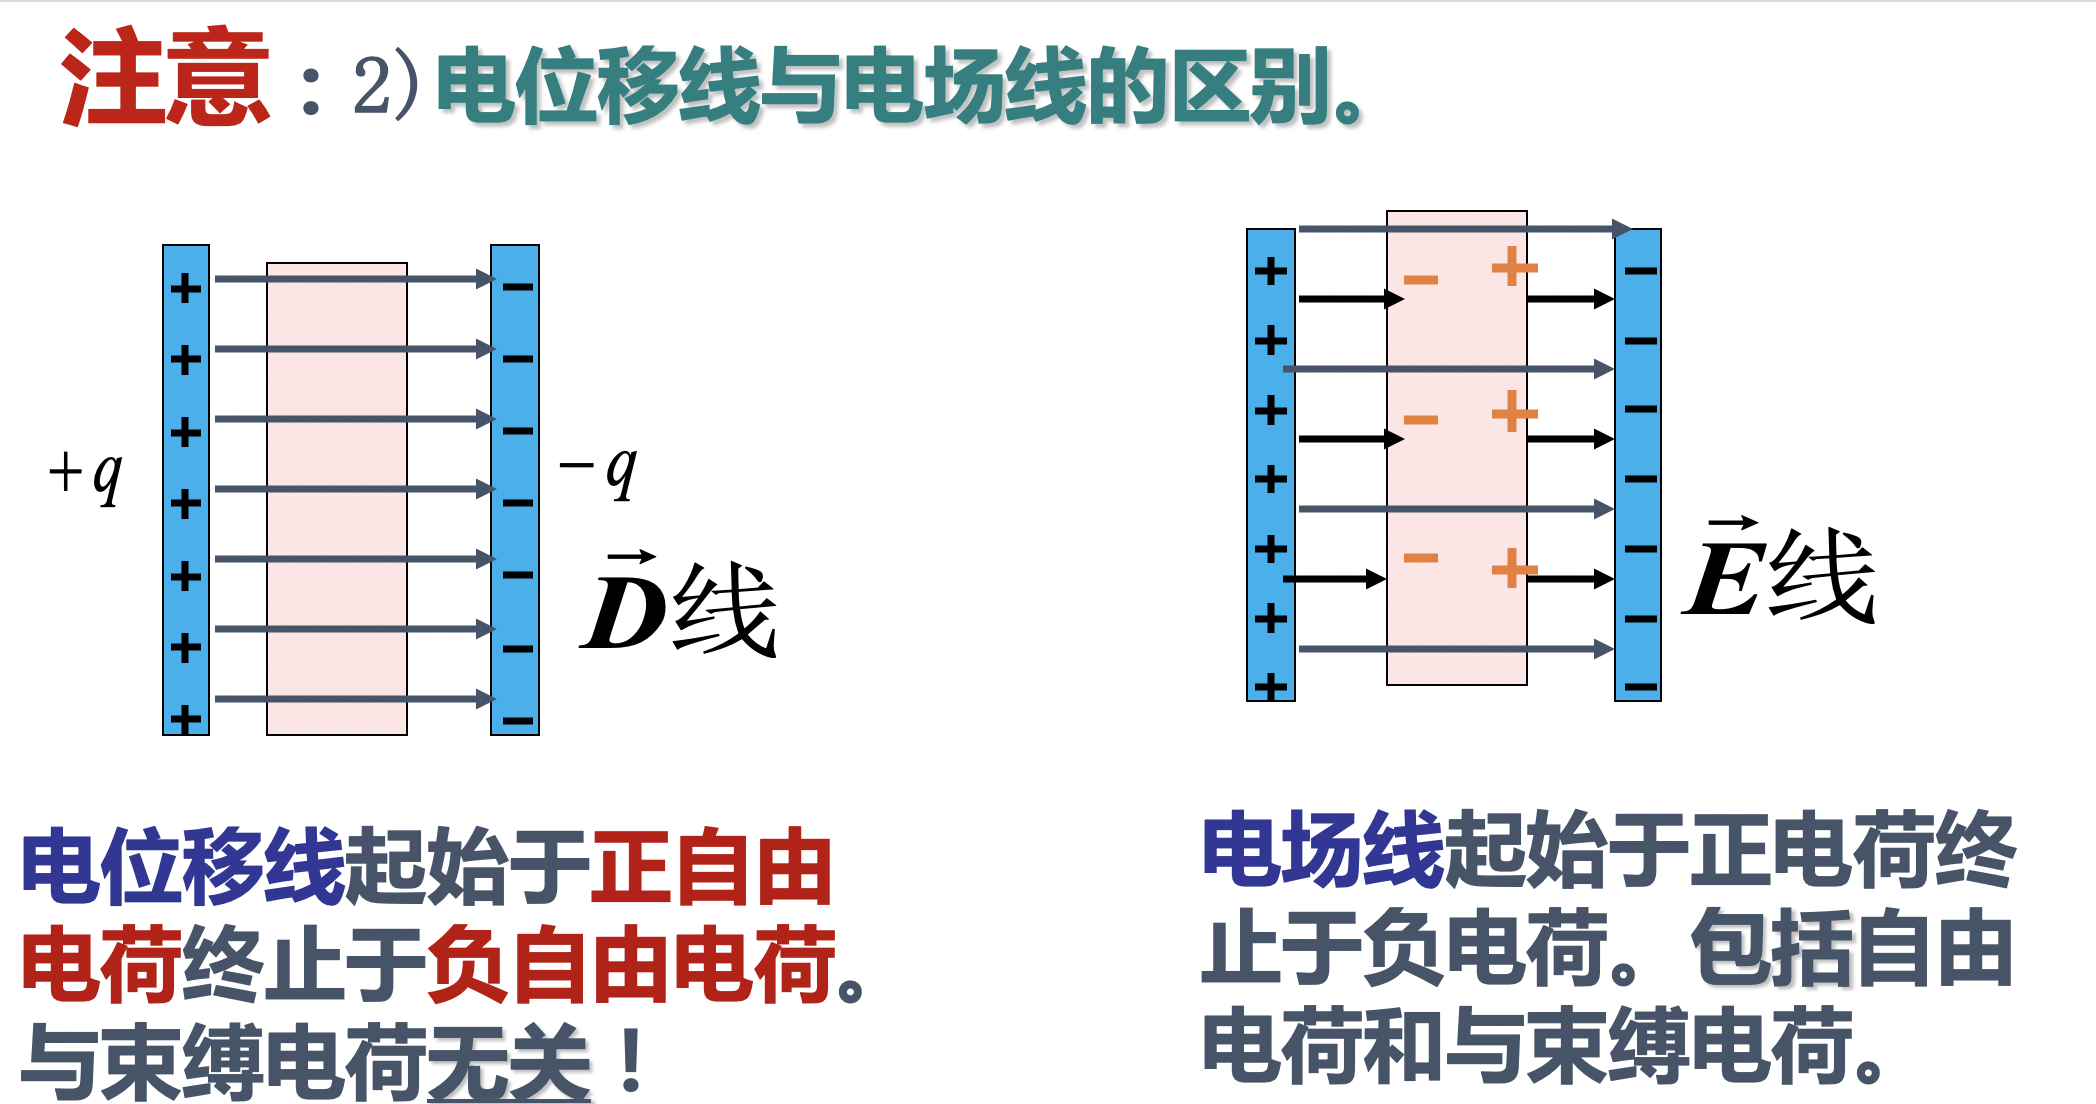 注意：2)电位移线与电场线的区别。
+ + + + + + +
− − − − − − −
+q
−q
D线
+ + + + + + +
− − −
+ + +
− − − − − − −
E线
电位移线起始于正自由
电荷终止于负自由电荷。
与束缚电荷无关！
电场线起始于正电荷终
止于负电荷。包括自由
电荷和与束缚电荷。